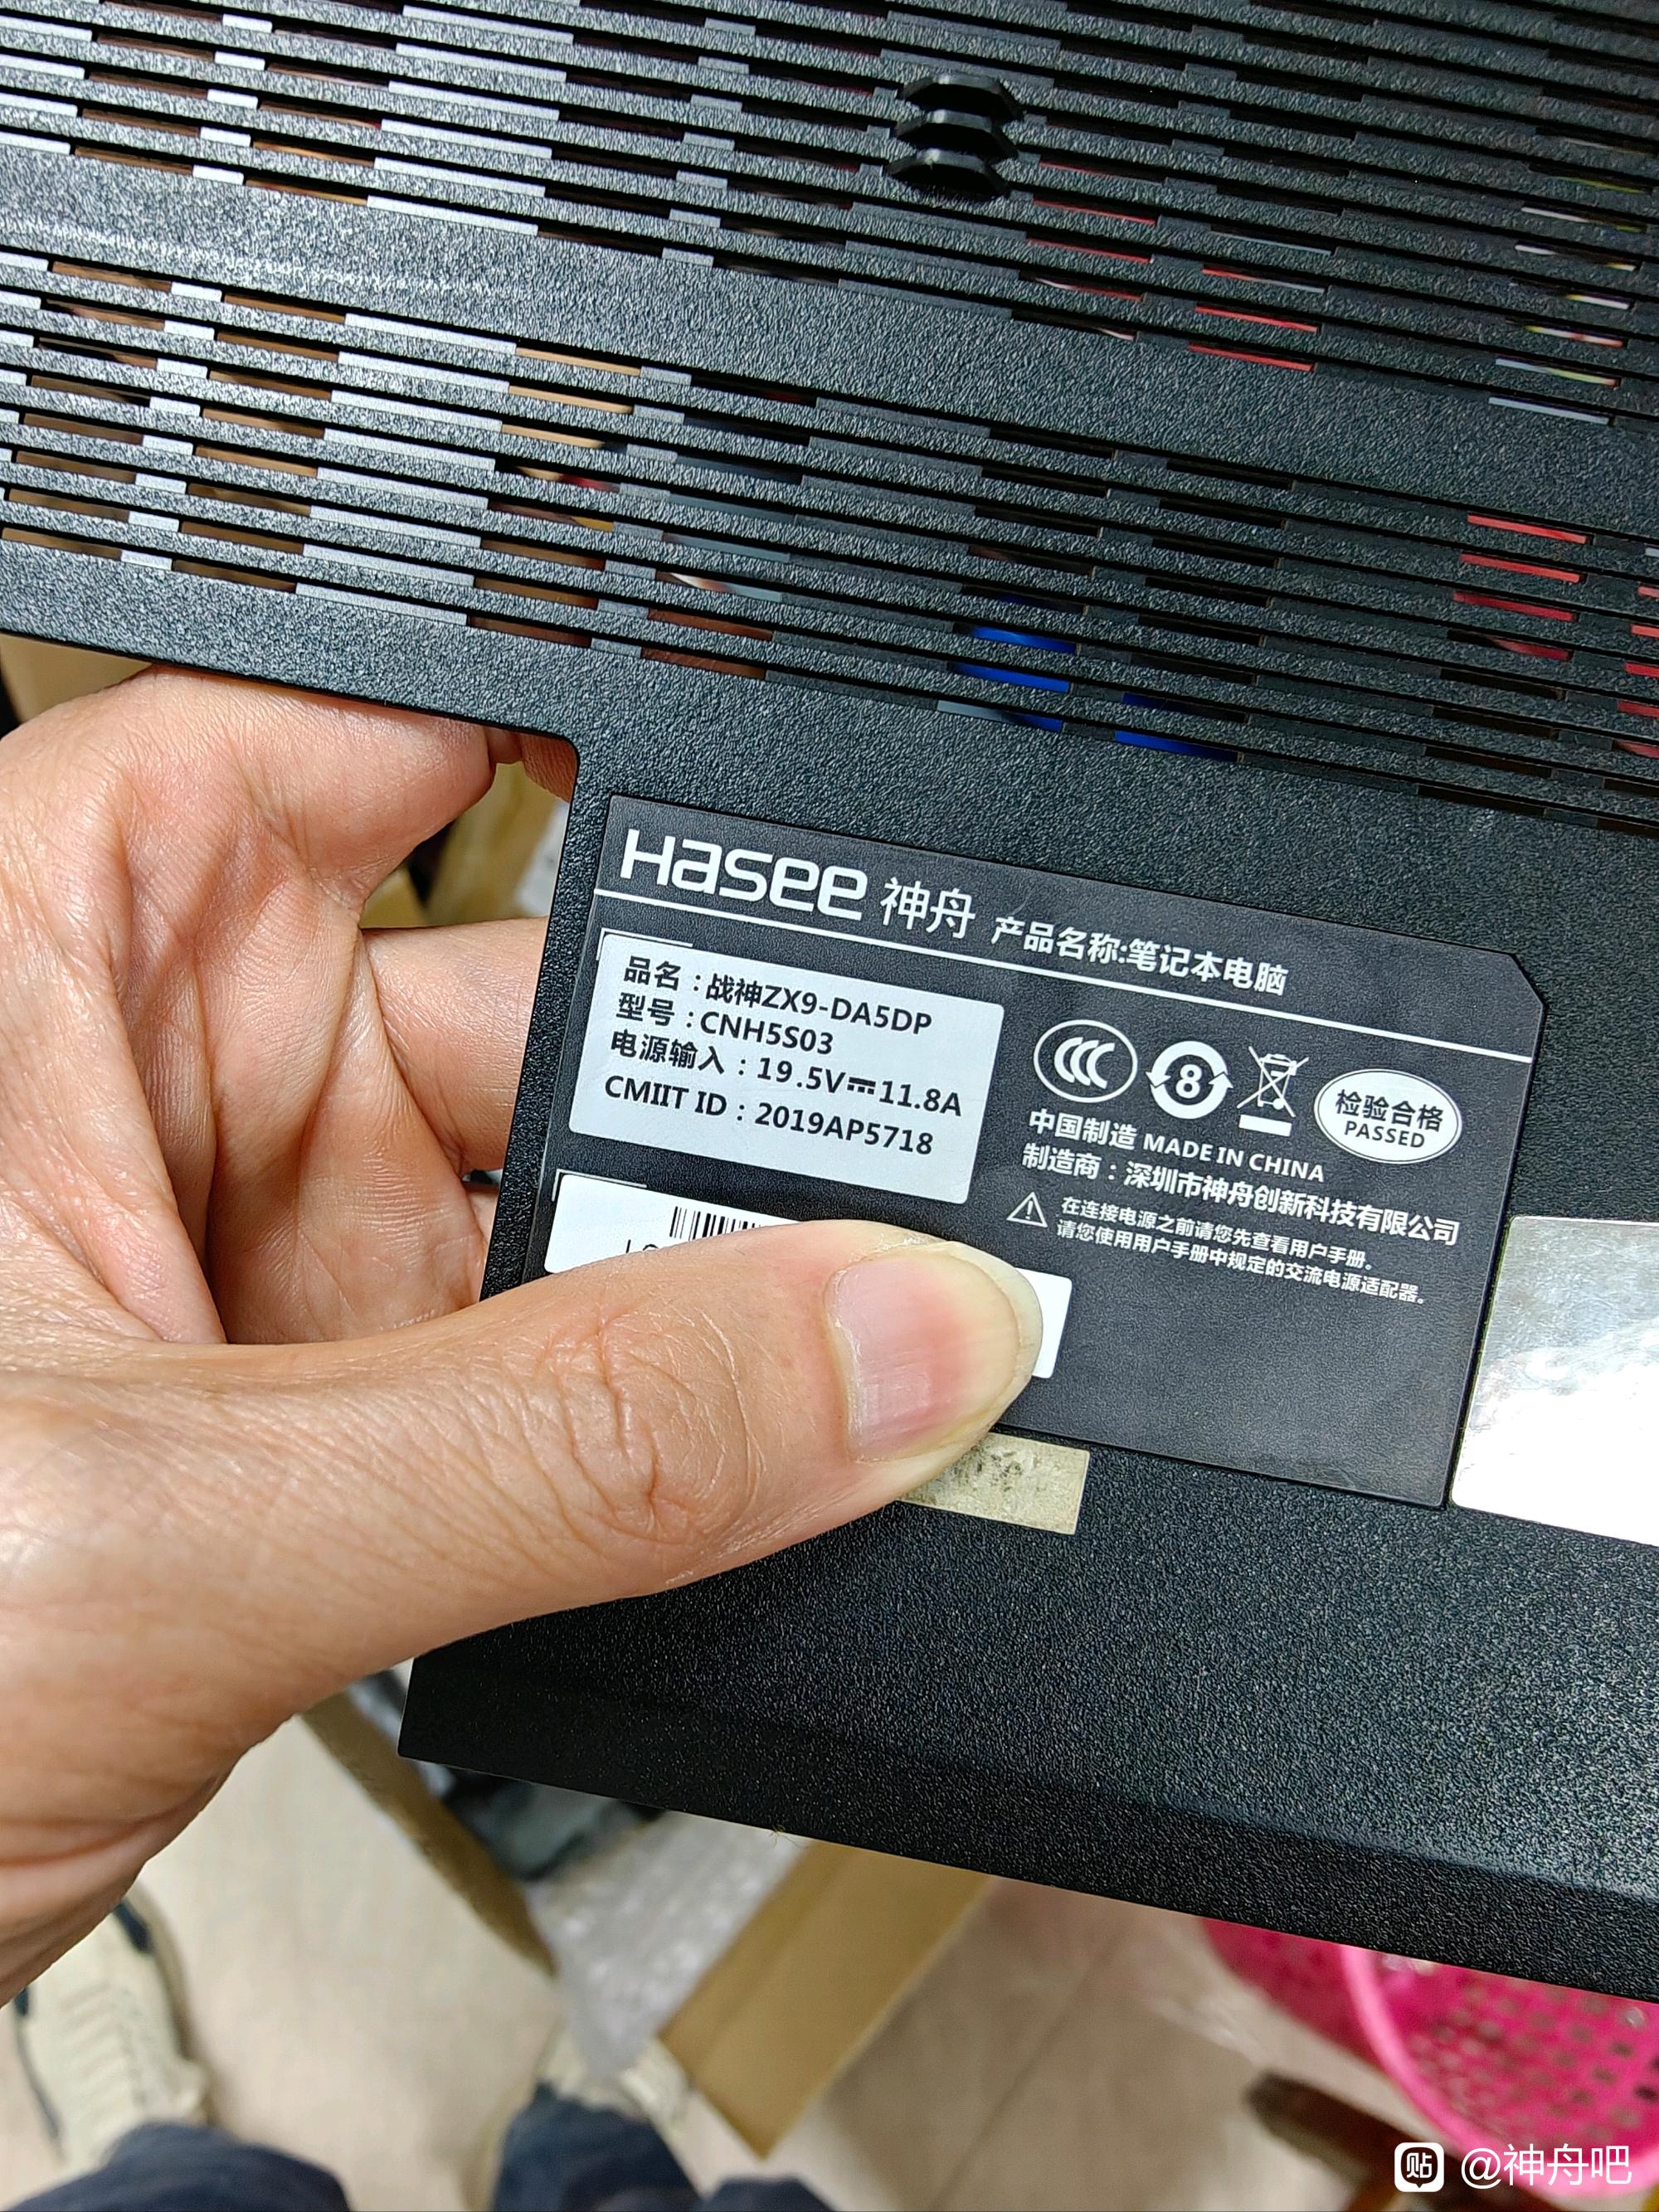 Hasee 神舟 产品名称:笔记本电脑
品名：战神ZX9-DA5DP
型号：CNH5S03
电源输入：19.5V⎓11.8A
CMIIT ID：2019AP5718
CCC
8
检验合格
PASSED
中国制造 MADE IN CHINA
制造商：深圳市神舟创新科技有限公司
在连接电源之前请您先查看用户手册。
请您使用用户手册中规定的交流电源适配器。
贴 @神舟吧